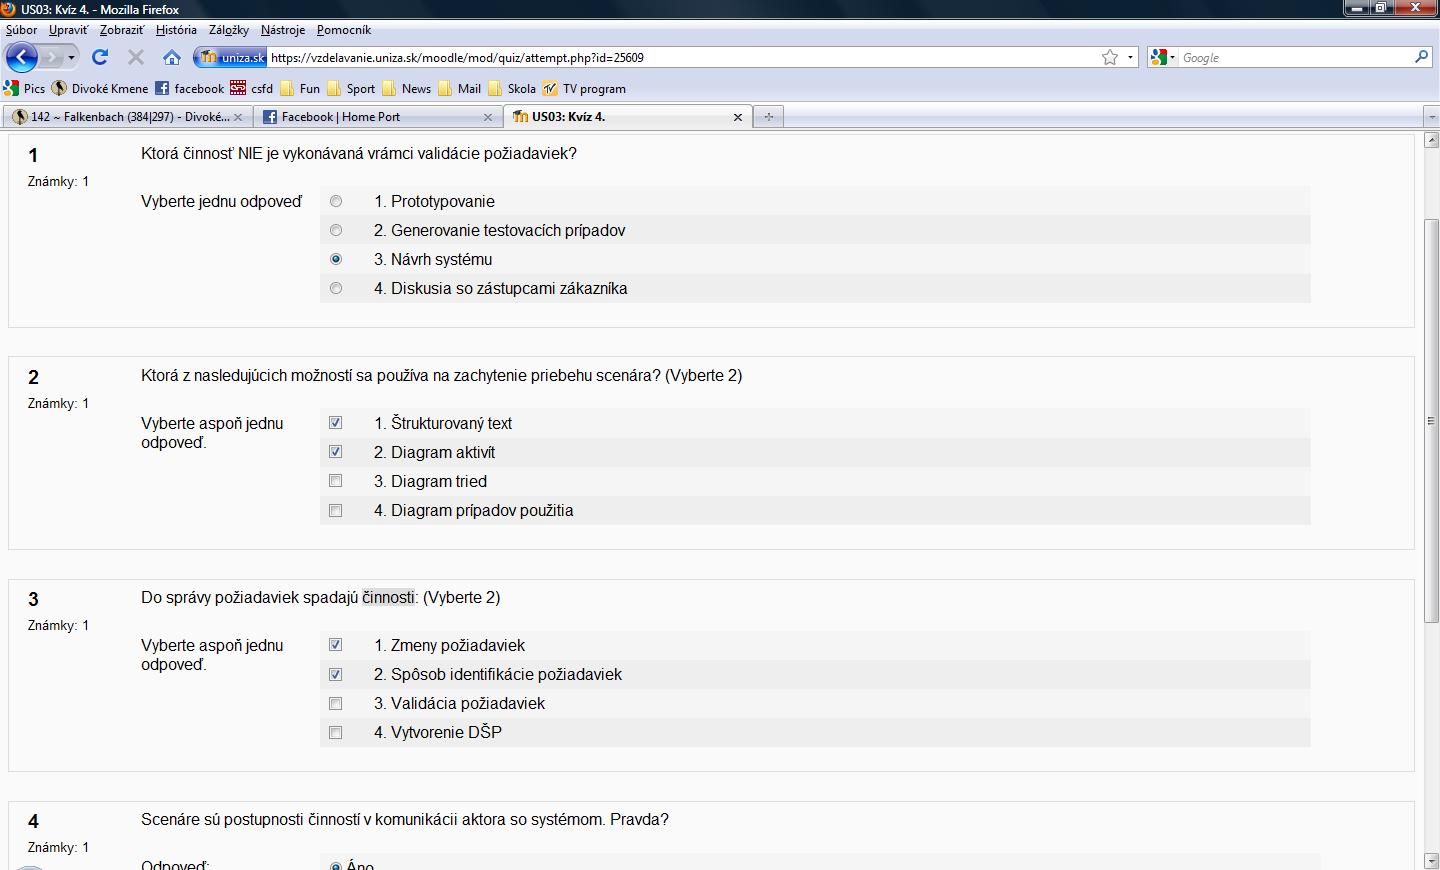 US03: Kvíz 4. - Mozilla Firefox
Súbor Upraviť Zobraziť História Záložky Nástroje Pomocník
uniza.sk https://vzdelavanie.uniza.sk/moodle/mod/quiz/attempt.php?id=25609 Google
Pics Divoké Kmene facebook csfd Fun Sport News Mail Skola TV program
142 ~ Falkenbach (384|297) - Divoké... Facebook | Home Port US03: Kvíz 4.
1
Známky: 1
Ktorá činnosť NIE je vykonávaná vrámci validácie požiadaviek?
Vyberte jednu odpoveď
1. Prototypovanie
2. Generovanie testovacích prípadov
3. Návrh systému
4. Diskusia so zástupcami zákazníka
2
Známky: 1
Ktorá z nasledujúcich možností sa používa na zachytenie priebehu scenára? (Vyberte 2)
Vyberte aspoň jednu
odpoveď.
1. Štrukturovaný text
2. Diagram aktivít
3. Diagram tried
4. Diagram prípadov použitia
3
Známky: 1
Do správy požiadaviek spadajú činnosti: (Vyberte 2)
Vyberte aspoň jednu
odpoveď.
1. Zmeny požiadaviek
2. Spôsob identifikácie požiadaviek
3. Validácia požiadaviek
4. Vytvorenie DŠP
4
Známky: 1
Scenáre sú postupnosti činností v komunikácii aktora so systémom. Pravda?
Odpoveď:
Áno